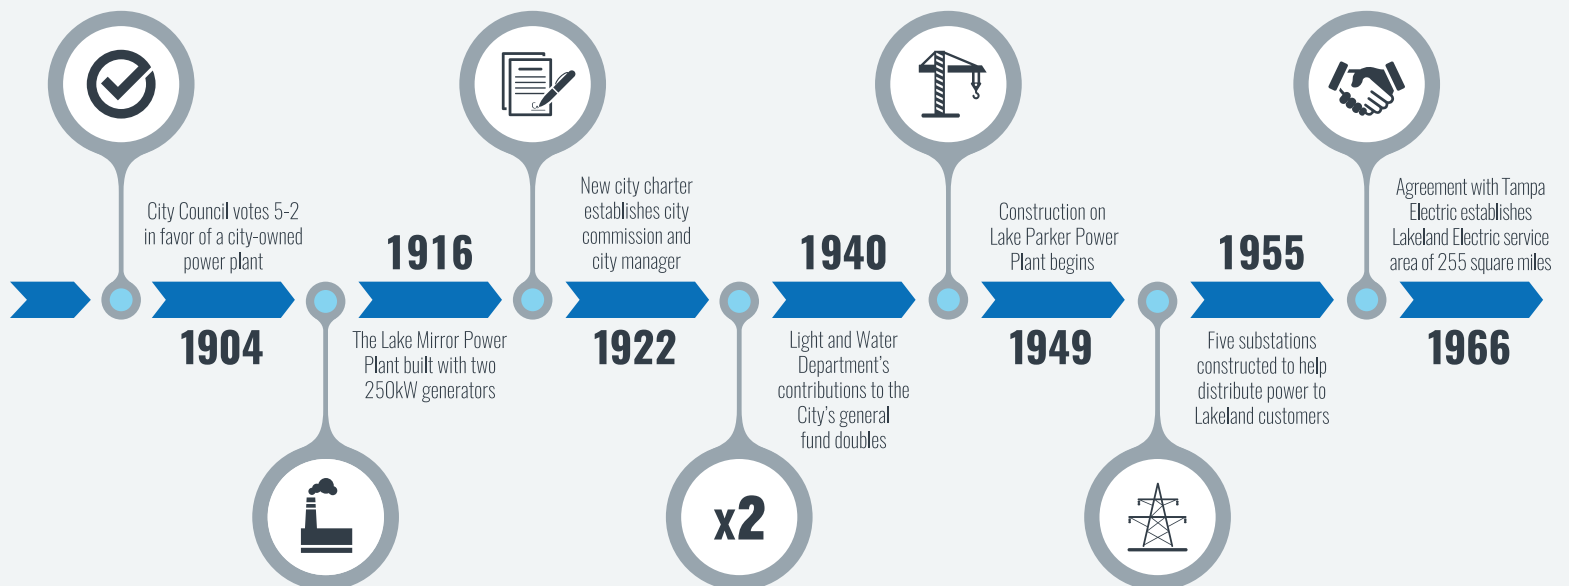 City Council votes 5-2
in favor of a city-owned
power plant
1904
1916
The Lake Mirror Power
Plant built with two
250kW generators
New city charter
establishes city
commission and
city manager
1922
1940
Light and Water
Department's
contributions to the
City's general
fund doubles
x2
Construction on
Lake Parker Power
Plant begins
1949
1955
Five substations
constructed to help
distribute power to
Lakeland customers
Agreement with Tampa
Electric establishes
Lakeland Electric service
area of 255 square miles
1966